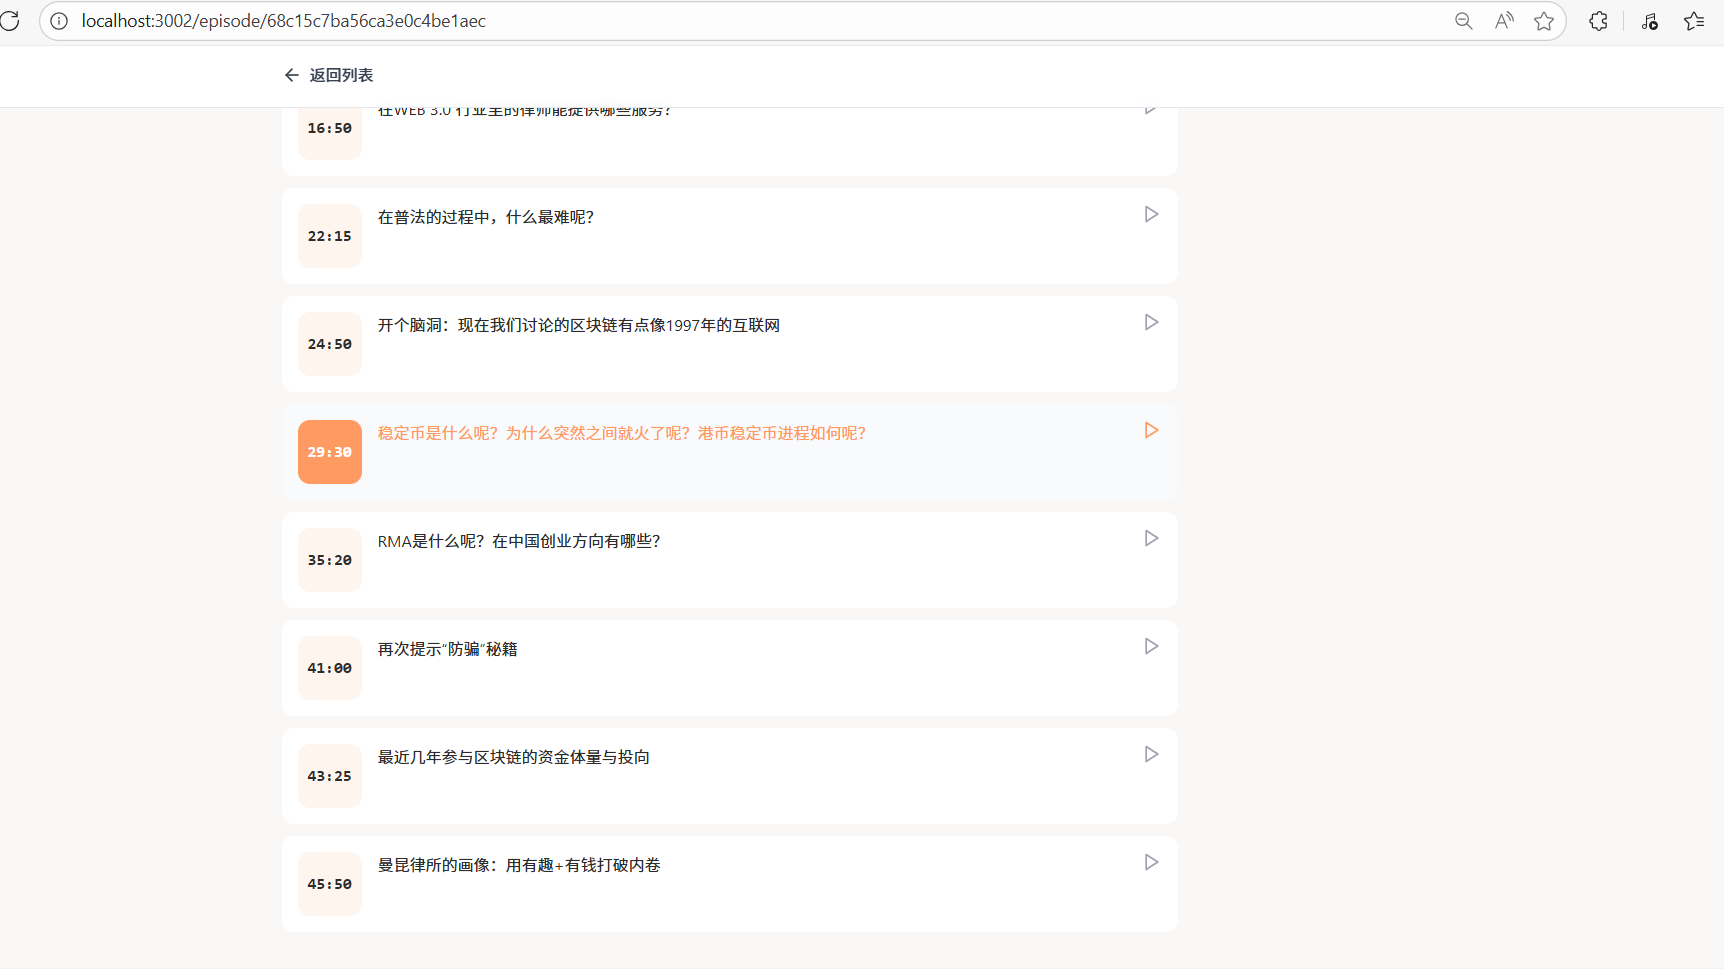 localhost:3002/episode/68c15c7ba56ca3e0c4be1aec
返回列表
在WEB 3.0 行业里的律师能提供哪些服务？
16:50
在普法的过程中，什么最难呢？
22:15
开个脑洞：现在我们讨论的区块链有点像1997年的互联网
24:50
稳定币是什么呢？为什么突然之间就火了呢？港币稳定币进程如何呢？
29:30
RMA是什么呢？在中国创业方向有哪些？
35:20
再次提示“防骗”秘籍
41:00
最近几年参与区块链的资金体量与投向
43:25
曼昆律所的画像：用有趣+有钱打破内卷
45:50